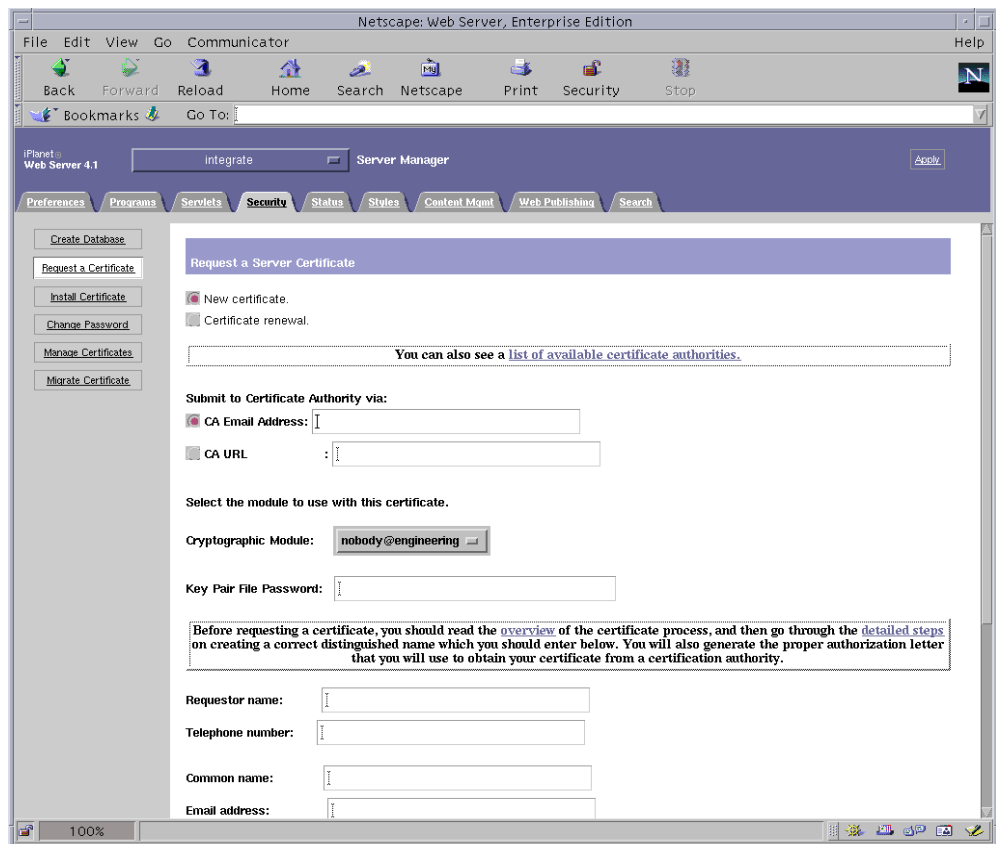 Netscape: Web Server, Enterprise Edition
File Edit View Go Communicator Help
My
N
Back Forward Reload Home Search Netscape Print Security Stop
Bookmarks Go To:
iPlanet
Web Server 4.1
integrate Server Manager Apply
Preferences Programs Servlets Security Status Styles Content Mgmt Web Publishing Search
Create Database
Request a Certificate
Install Certificate
Change Password
Manage Certificates
Migrate Certificate
Request a Server Certificate
New certificate.
Certificate renewal.
You can also see a list of available certificate authorities.
Submit to Certificate Authority via:
CA Email Address:
CA URL :
Select the module to use with this certificate.
Cryptographic Module: nobody@engineering
Key Pair File Password:
Before requesting a certificate, you should read the overview of the certificate process, and then go through the detailed steps
on creating a correct distinguished name which you should enter below. You will also generate the proper authorization letter
that you will use to obtain your certificate from a certification authority.
Requestor name:
Telephone number:
Common name:
Email address:
100%